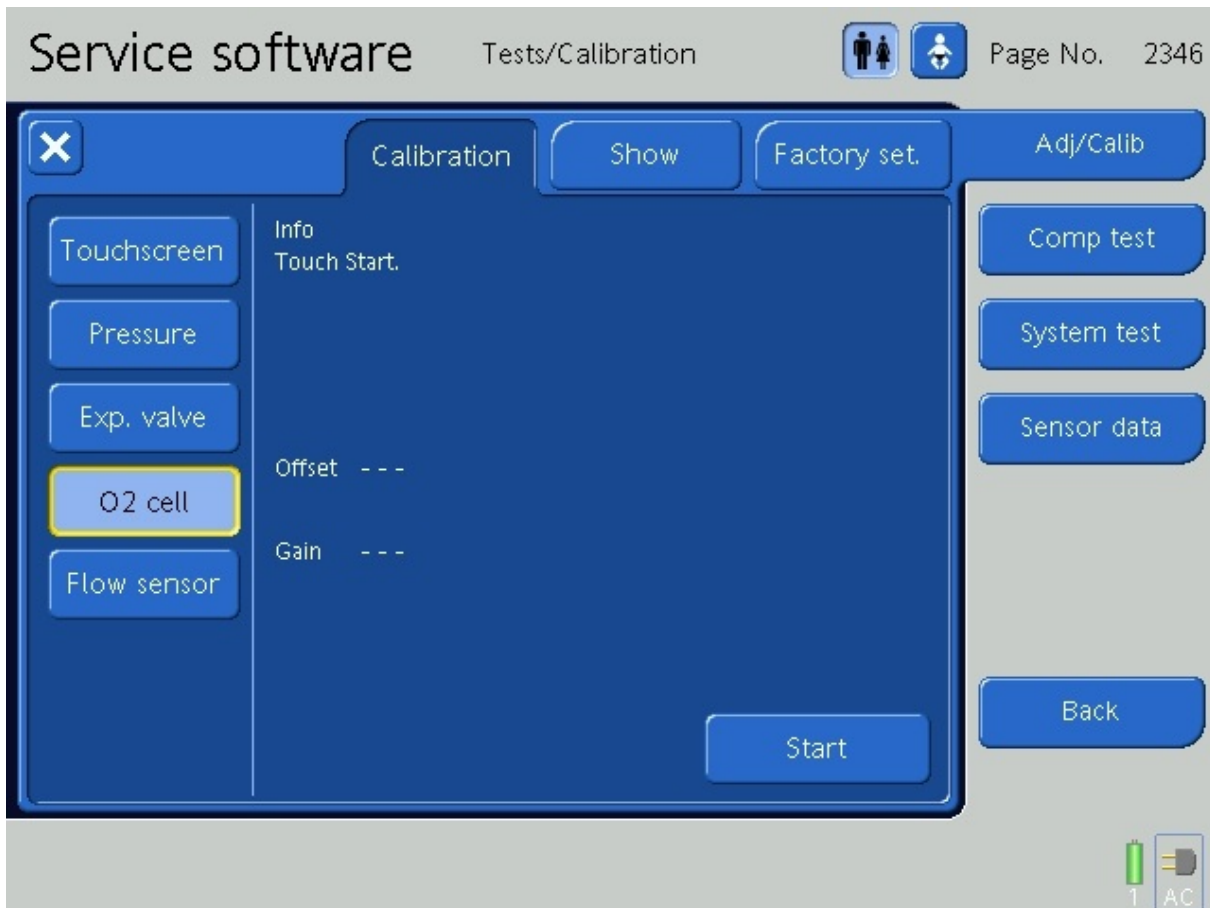 Service software Tests/Calibration Page No. 2346
Calibration Show Factory set. Adj/Calib
Touchscreen
Pressure
Exp. valve
O2 cell
Flow sensor
Info
Touch Start.
Offset ---
Gain ---
Start
Comp test
System test
Sensor data
Back
1 AC